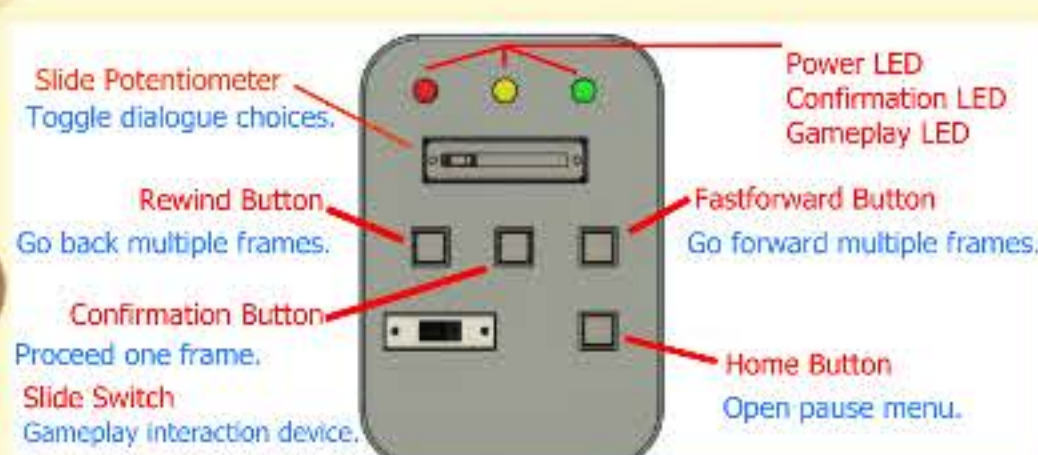 Slide Potentiometer
Toggle dialogue choices.
Power LED
Confirmation LED
Gameplay LED
Rewind Button
Go back multiple frames.
Fastforward Button
Go forward multiple frames.
Confirmation Button
Proceed one frame.
Home Button
Open pause menu.
Slide Switch
Gameplay interaction device.